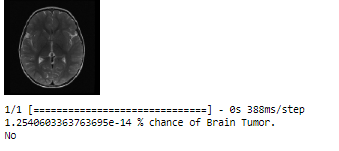 1/1 [==============================] - 0s 388ms/step
1.2540603363763695e-14 % chance of Brain Tumor.
No